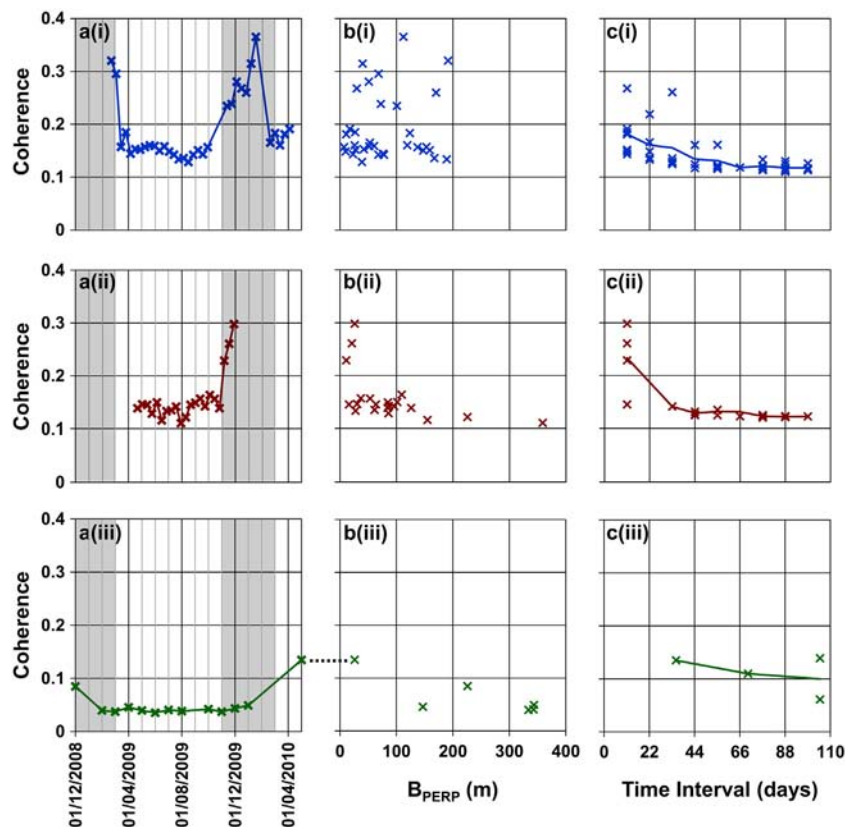 a(i) b(i) c(i)
0.4
0.3
0.2
0.1
0
Coherence
a(ii) b(ii) c(ii)
0.4
0.3
0.2
0.1
0
Coherence
a(iii) b(iii) c(iii)
0.4
0.3
0.2
0.1
0
Coherence
01/12/2008 01/04/2009 01/08/2009 01/12/2009 01/04/2010
0 100 200 300 400
BPERP (m)
0 22 44 66 88 110
Time Interval (days)